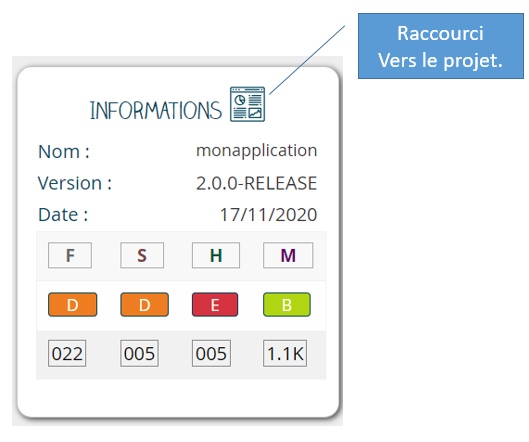 Raccourci
Vers le projet.
INFORMATIONS
Nom : monapplication
Version : 2.0.0-RELEASE
Date : 17/11/2020
F S H M
D D E B
022 005 005 1.1K